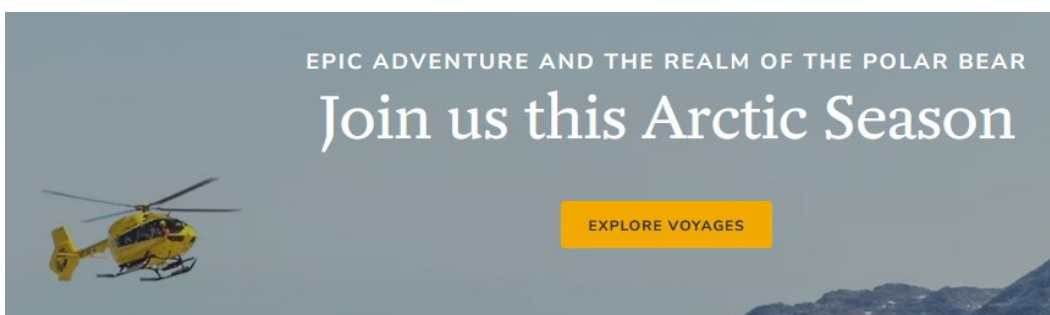 EPIC ADVENTURE AND THE REALM OF THE POLAR BEAR
Join us this Arctic Season
EXPLORE VOYAGES